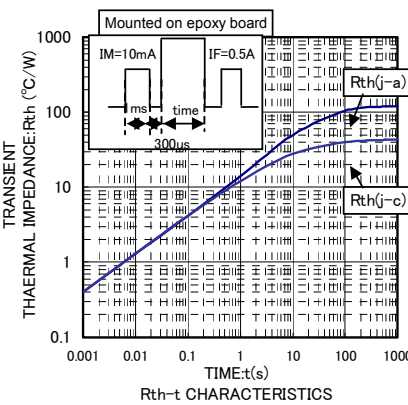 Mounted on epoxy board
IM=10mA IF=0.5A
1ms time
300us
Rth(j-a)
Rth(j-c)
TRANSIENT
THAERMAL IMPEDANCE:Rth (℃/W)
1000
100
10
1
0.1
0.001 0.01 0.1 1 10 100 1000
TIME:t(s)
Rth-t CHARACTERISTICS